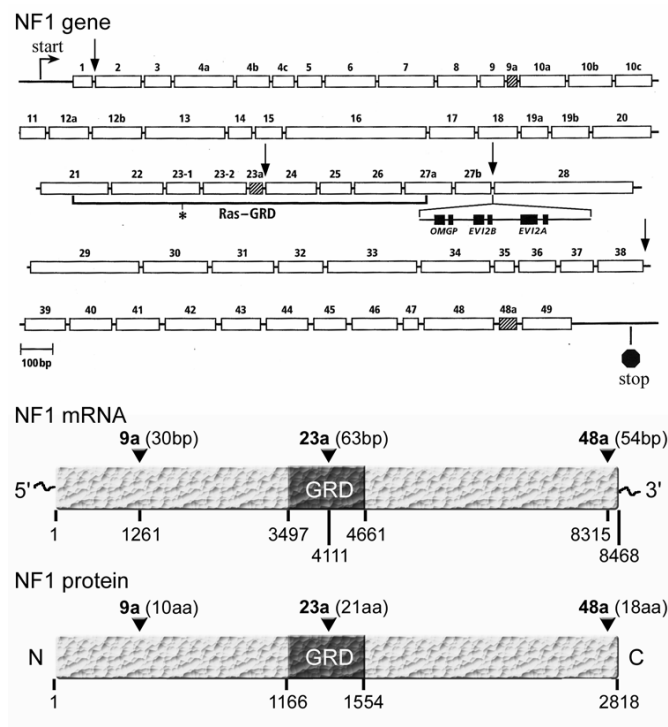 NF1 gene
start
1 2 3 4a 4b 4c 5 6 7 8 9 9a 10a 10b 10c
11 12a 12b 13 14 15 16 17 18 19a 19b 20
21 22 23-1 23-2 23a 24 25 26 27a 27b 28
Ras–GRD
*
OMGP EVI2B EVI2A
29 30 31 32 33 34 35 36 37 38
39 40 41 42 43 44 45 46 47 48 48a 49
100bp
stop
NF1 mRNA
9a (30bp) 23a (63bp) 48a (54bp)
5' GRD 3'
1 1261 3497 4661 8315
4111 8468
NF1 protein
9a (10aa) 23a (21aa) 48a (18aa)
N GRD C
1 1166 1554 2818